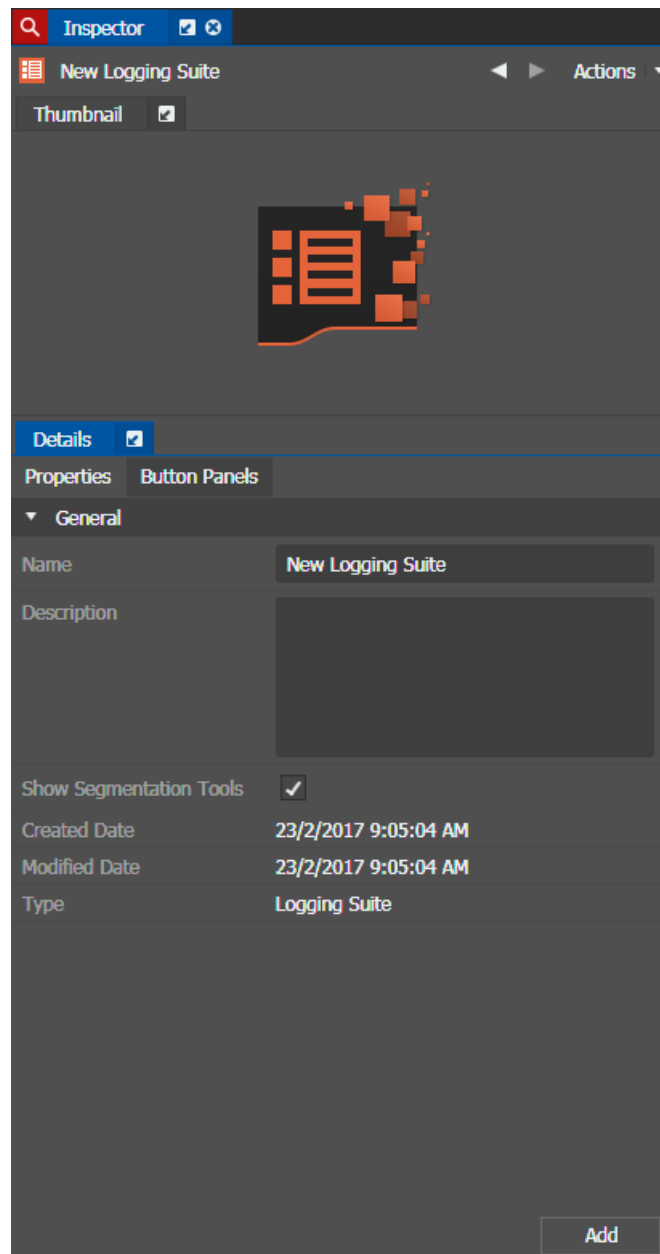 Inspector
New Logging Suite
Actions
Thumbnail
Details
Properties Button Panels
General
Name New Logging Suite
Description
Show Segmentation Tools
Created Date 23/2/2017 9:05:04 AM
Modified Date 23/2/2017 9:05:04 AM
Type Logging Suite
Add